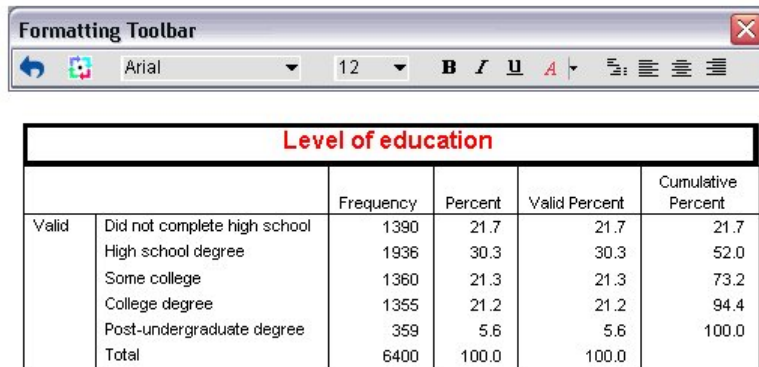 Formatting Toolbar
Arial 12 B I U A
Level of education
Frequency Percent Valid Percent Cumulative Percent
Valid Did not complete high school 1390 21.7 21.7 21.7
High school degree 1936 30.3 30.3 52.0
Some college 1360 21.3 21.3 73.2
College degree 1355 21.2 21.2 94.4
Post-undergraduate degree 359 5.6 5.6 100.0
Total 6400 100.0 100.0